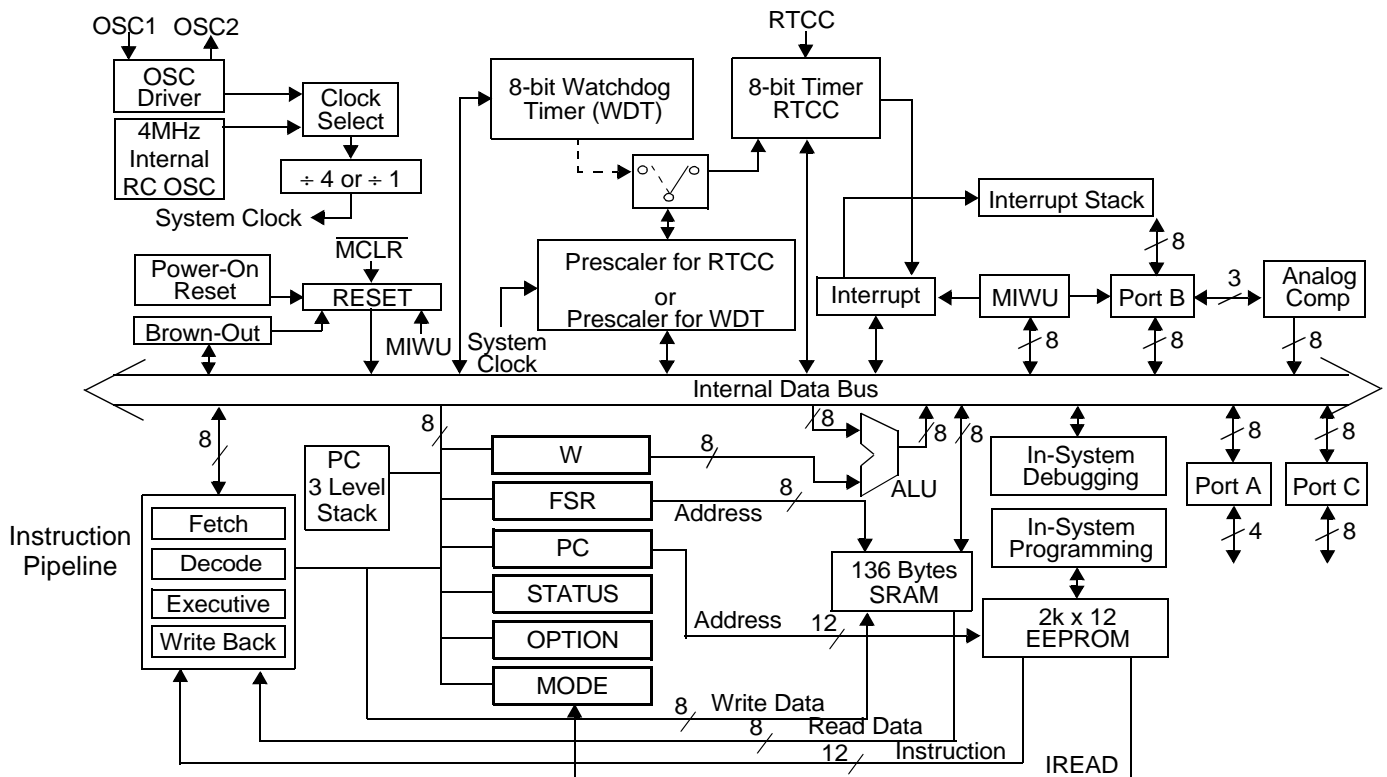 OSC1
OSC2
RTCC
OSC
Driver
Clock
Select
4MHz
Internal
RC OSC
÷ 4 or ÷ 1
System Clock
8-bit Watchdog
Timer (WDT)
8-bit Timer
RTCC
Interrupt Stack
8
MCLR
Power-On
Reset
RESET
Brown-Out
MIWU
Prescaler for RTCC
or
Prescaler for WDT
System
Clock
Interrupt
MIWU
Port B
3
Analog
Comp
8
8
8
Internal Data Bus
8
8
8
8
8
8
8
PC
3 Level
Stack
W
8
ALU
In-System
Debugging
Port A
Port C
4
8
Instruction
Pipeline
Fetch
Decode
Executive
Write Back
FSR
8
Address
PC
STATUS
OPTION
MODE
In-System
Programming
136 Bytes
SRAM
Address
12
2k x 12
EEPROM
8
Write Data
8
Read Data
12
Instruction
IREAD